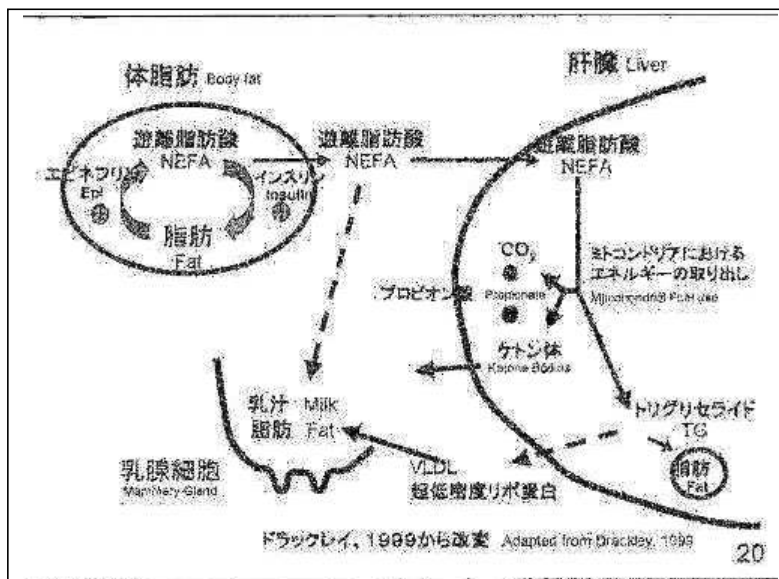 体脂肪 Body fat
遊離脂肪酸
NEFA
エピネフリン
Epi
インスリン
Insulin
脂肪
Fat
遊離脂肪酸
NEFA
肝臓 Liver
遊離脂肪酸
NEFA
CO₂
ミトコンドリアにおける
エネルギーの取り出し
プロピオン酸 Propionate
ケトン体
Ketone Bodies
トリグリセライド
TG
脂肪
Fat
乳汁 Milk
脂肪 Fat
乳腺細胞
Mammary Gland
VLDL
超低密度リポ蛋白
ドラックレイ、1999から改変 Adapted from Drackley, 1999
20